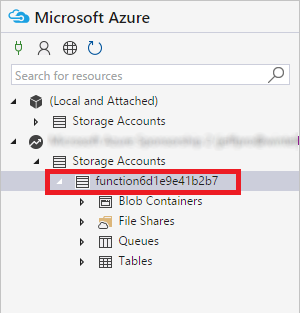 Microsoft Azure
Search for resources
(Local and Attached)
Storage Accounts
Storage Accounts
function6d1e9e41b2b7
Blob Containers
File Shares
Queues
Tables